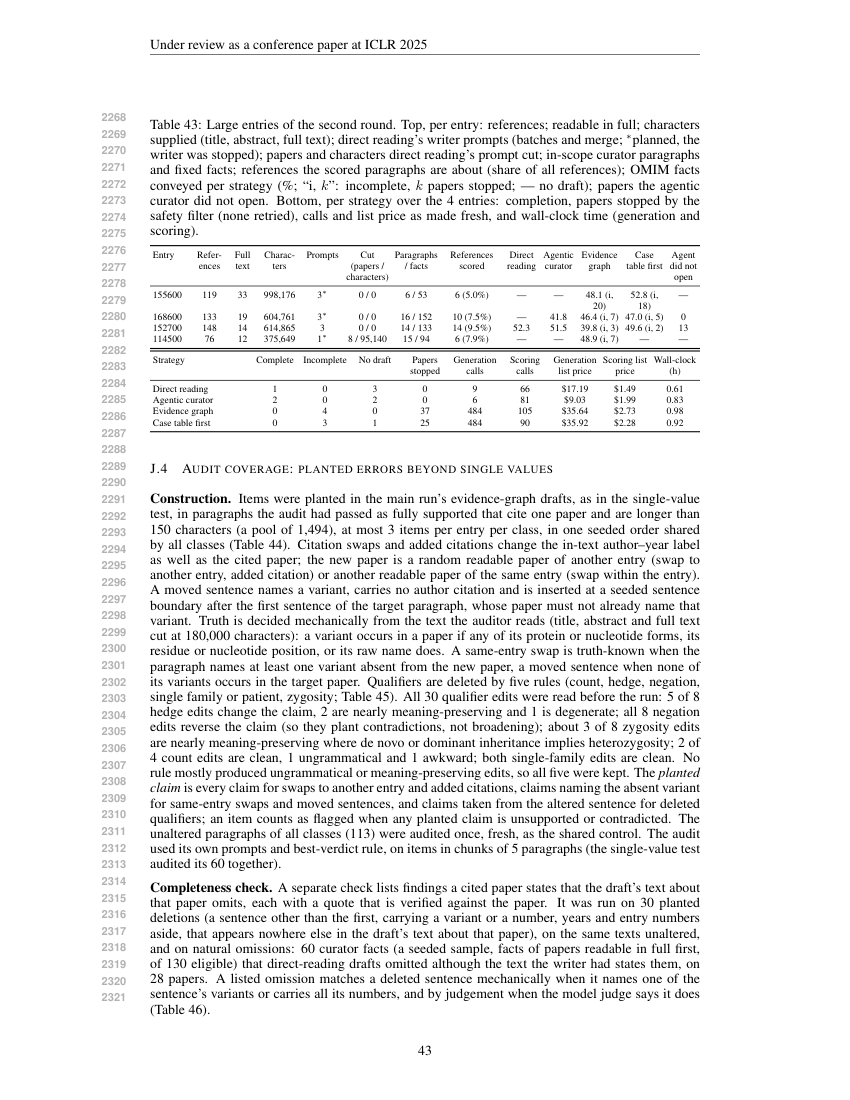 Under review as a conference paper at ICLR 2025
2268 Table 43: Large entries of the second round. Top, per entry: references; readable in full; characters
2269 supplied (title, abstract, full text); direct reading's writer prompts (batches and merge; *planned, the
2270 writer was stopped); papers and characters direct reading's prompt cut; in-scope curator paragraphs
2271 and fixed facts; references the scored paragraphs are about (share of all references); OMIM facts
2272 conveyed per strategy (%; “i, k”: incomplete, k papers stopped; — no draft); papers the agentic
2273 curator did not open. Bottom, per strategy over the 4 entries: completion, papers stopped by the
2274 safety filter (none retried), calls and list price as made fresh, and wall-clock time (generation and
2275 scoring).
2276 Entry Refer- Full Charac- Prompts Cut Paragraphs References Direct Agentic Evidence Case Agent
2277 ences text ters (papers / / facts scored reading curator graph table first did not
2278 characters) open
2279 155600 119 33 998,176 3* 0 / 0 6 / 53 6 (5.0%) — — 48.1 (i, 52.8 (i, —
20) 18)
2280 168600 133 19 604,761 3* 0 / 0 16 / 152 10 (7.5%) — 41.8 46.4 (i, 7) 47.0 (i, 5) 0
2281 152700 148 14 614,865 3 0 / 0 14 / 133 14 (9.5%) 52.3 51.5 39.8 (i, 3) 49.6 (i, 2) 13
114500 76 12 375,649 1* 8 / 95,140 15 / 94 6 (7.9%) — — 48.9 (i, 7) — —
2282
2283 Strategy Complete Incomplete No draft Papers Generation Scoring Generation Scoring list Wall-clock
2284 stopped calls calls list price price (h)
2285 Direct reading 1 0 3 0 9 66 $17.19 $1.49 0.61
Agentic curator 2 0 2 0 6 81 $9.03 $1.99 0.83
2286 Evidence graph 0 4 0 37 484 105 $35.64 $2.73 0.98
2287 Case table first 0 3 1 25 484 90 $35.92 $2.28 0.92
2288
2289 J.4 AUDIT COVERAGE: PLANTED ERRORS BEYOND SINGLE VALUES
2290
2291 Construction. Items were planted in the main run's evidence-graph drafts, as in the single-value
2292 test, in paragraphs the audit had passed as fully supported that cite one paper and are longer than
2293 150 characters (a pool of 1,494), at most 3 items per entry per class, in one seeded order shared
2294 by all classes (Table 44). Citation swaps and added citations change the in-text author–year label
2295 as well as the cited paper; the new paper is a random readable paper of another entry (swap to
2296 another entry, added citation) or another readable paper of the same entry (swap within the entry).
2297 A moved sentence names a variant, carries no author citation and is inserted at a seeded sentence
2298 boundary after the first sentence of the target paragraph, whose paper must not already name that
2299 variant. Truth is decided mechanically from the text the auditor reads (title, abstract and full text
2300 cut at 180,000 characters): a variant occurs in a paper if any of its protein or nucleotide forms, its
2301 residue or nucleotide position, or its raw name does. A same-entry swap is truth-known when the
2302 paragraph names at least one variant absent from the new paper, a moved sentence when none of
2303 its variants occurs in the target paper. Qualifiers are deleted by five rules (count, hedge, negation,
2304 single family or patient, zygosity; Table 45). All 30 qualifier edits were read before the run: 5 of 8
2305 hedge edits change the claim, 2 are nearly meaning-preserving and 1 is degenerate; all 8 negation
edits reverse the claim (so they plant contradictions, not broadening); about 3 of 8 zygosity edits
2306 are nearly meaning-preserving where de novo or dominant inheritance implies heterozygosity; 2 of
2307 4 count edits are clean, 1 ungrammatical and 1 awkward; both single-family edits are clean. No
2308 rule mostly produced ungrammatical or meaning-preserving edits, so all five were kept. The planted
2309 claim is every claim for swaps to another entry and added citations, claims naming the absent variant
2310 for same-entry swaps and moved sentences, and claims taken from the altered sentence for deleted
2311 qualifiers; an item counts as flagged when any planted claim is unsupported or contradicted. The
2312 unaltered paragraphs of all classes (113) were audited once, fresh, as the shared control. The audit
2313 used its own prompts and best-verdict rule, on items in chunks of 5 paragraphs (the single-value test
audited its 60 together).
2314 Completeness check. A separate check lists findings a cited paper states that the draft's text about
2315 that paper omits, each with a quote that is verified against the paper. It was run on 30 planted
2316 deletions (a sentence other than the first, carrying a variant or a number, years and entry numbers
2317 aside, that appears nowhere else in the draft's text about that paper), on the same texts unaltered,
2318 and on natural omissions: 60 curator facts (a seeded sample, facts of papers readable in full first,
2319 of 130 eligible) that direct-reading drafts omitted although the text the writer had states them, on
2320 28 papers. A listed omission matches a deleted sentence mechanically when it names one of the
2321 sentence's variants or carries all its numbers, and by judgement when the model judge says it does
(Table 46).
43